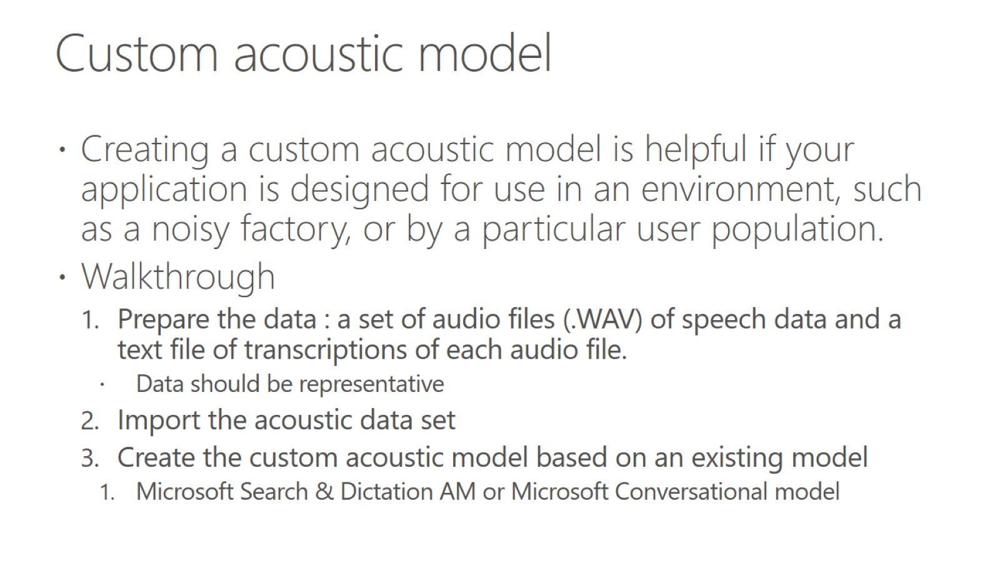 Custom acoustic model
• Creating a custom acoustic model is helpful if your
application is designed for use in an environment, such
as a noisy factory, or by a particular user population.
• Walkthrough
1. Prepare the data : a set of audio files (.WAV) of speech data and a
text file of transcriptions of each audio file.
• Data should be representative
2. Import the acoustic data set
3. Create the custom acoustic model based on an existing model
1. Microsoft Search & Dictation AM or Microsoft Conversational model